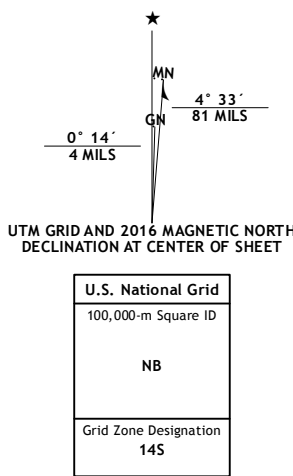 ★
MN
4° 33´
81 MILS
GN
0° 14´
4 MILS
UTM GRID AND 2016 MAGNETIC NORTH
DECLINATION AT CENTER OF SHEET
U.S. National Grid
100,000-m Square ID
NB
Grid Zone Designation
14S